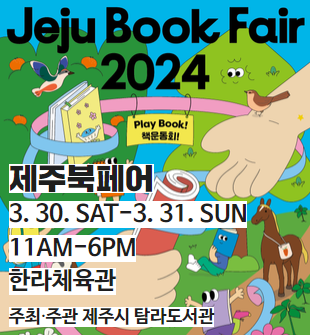 Jeju Book Fair
2024
Play Book!
책운동회!
제주북페어
3. 30. SAT-3. 31. SUN
11AM-6PM
한라체육관
주최·주관 제주시 탐라도서관